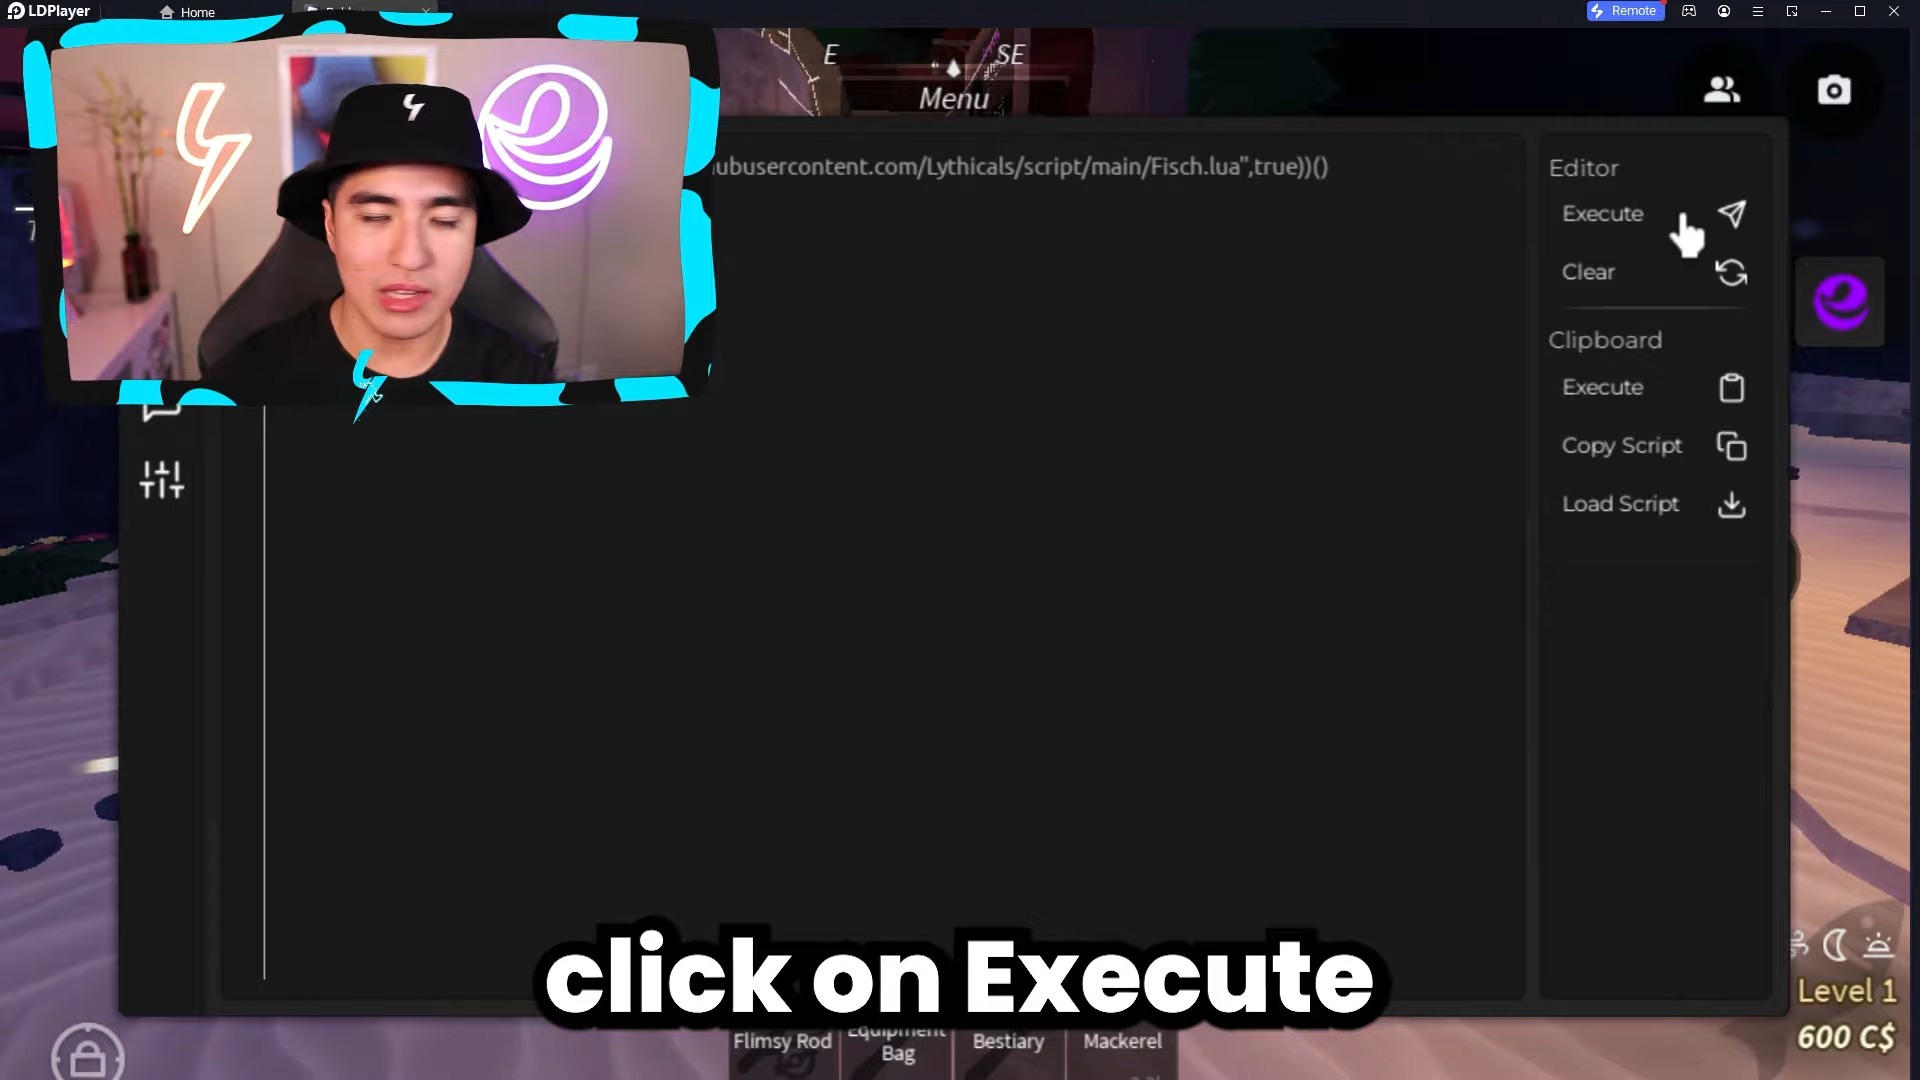 LDPlayer
Home
Remote
E
SE
Menu
ubusercontent.com/Lythicals/script/main/Fisch.lua",true))()
Editor
Execute
Clear
Clipboard
Execute
Copy Script
Load Script
click on Execute
Level 1
600 C$
Flimsy Rod
Equipment
Bag
Bestiary
Mackerel